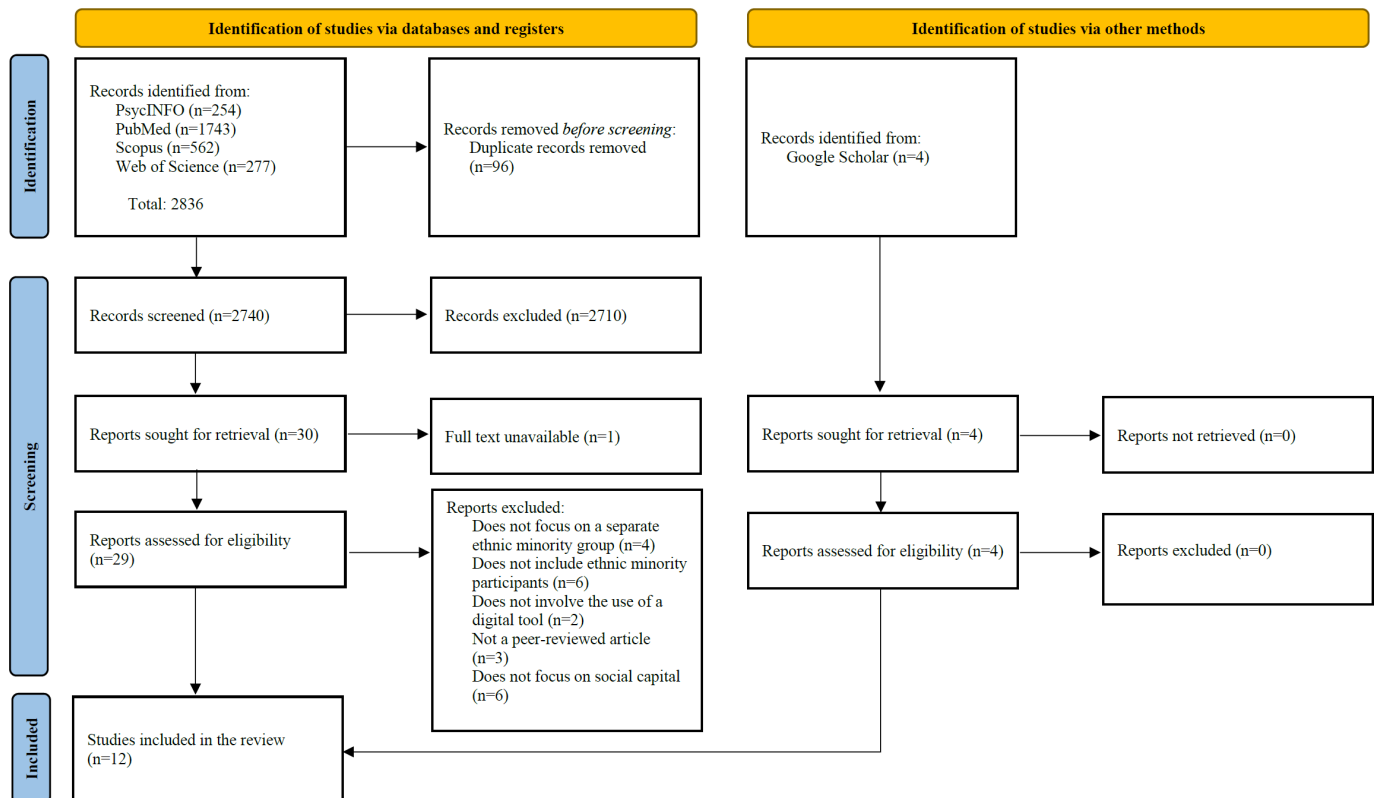 Identification of studies via databases and registers
Identification of studies via other methods
Identification
Records identified from:
PsycINFO (n=254)
PubMed (n=1743)
Scopus (n=562)
Web of Science (n=277)
Total: 2836
Records removed before screening:
Duplicate records removed
(n=96)
Records identified from:
Google Scholar (n=4)
Screening
Records screened (n=2740)
Records excluded (n=2710)
Reports sought for retrieval (n=30)
Full text unavailable (n=1)
Reports sought for retrieval (n=4)
Reports not retrieved (n=0)
Reports assessed for eligibility
(n=29)
Reports excluded:
Does not focus on a separate
ethnic minority group (n=4)
Does not include ethnic minority
participants (n=6)
Does not involve the use of a
digital tool (n=2)
Not a peer-reviewed article
(n=3)
Does not focus on social capital
(n=6)
Reports assessed for eligibility (n=4)
Reports excluded (n=0)
Included
Studies included in the review
(n=12)